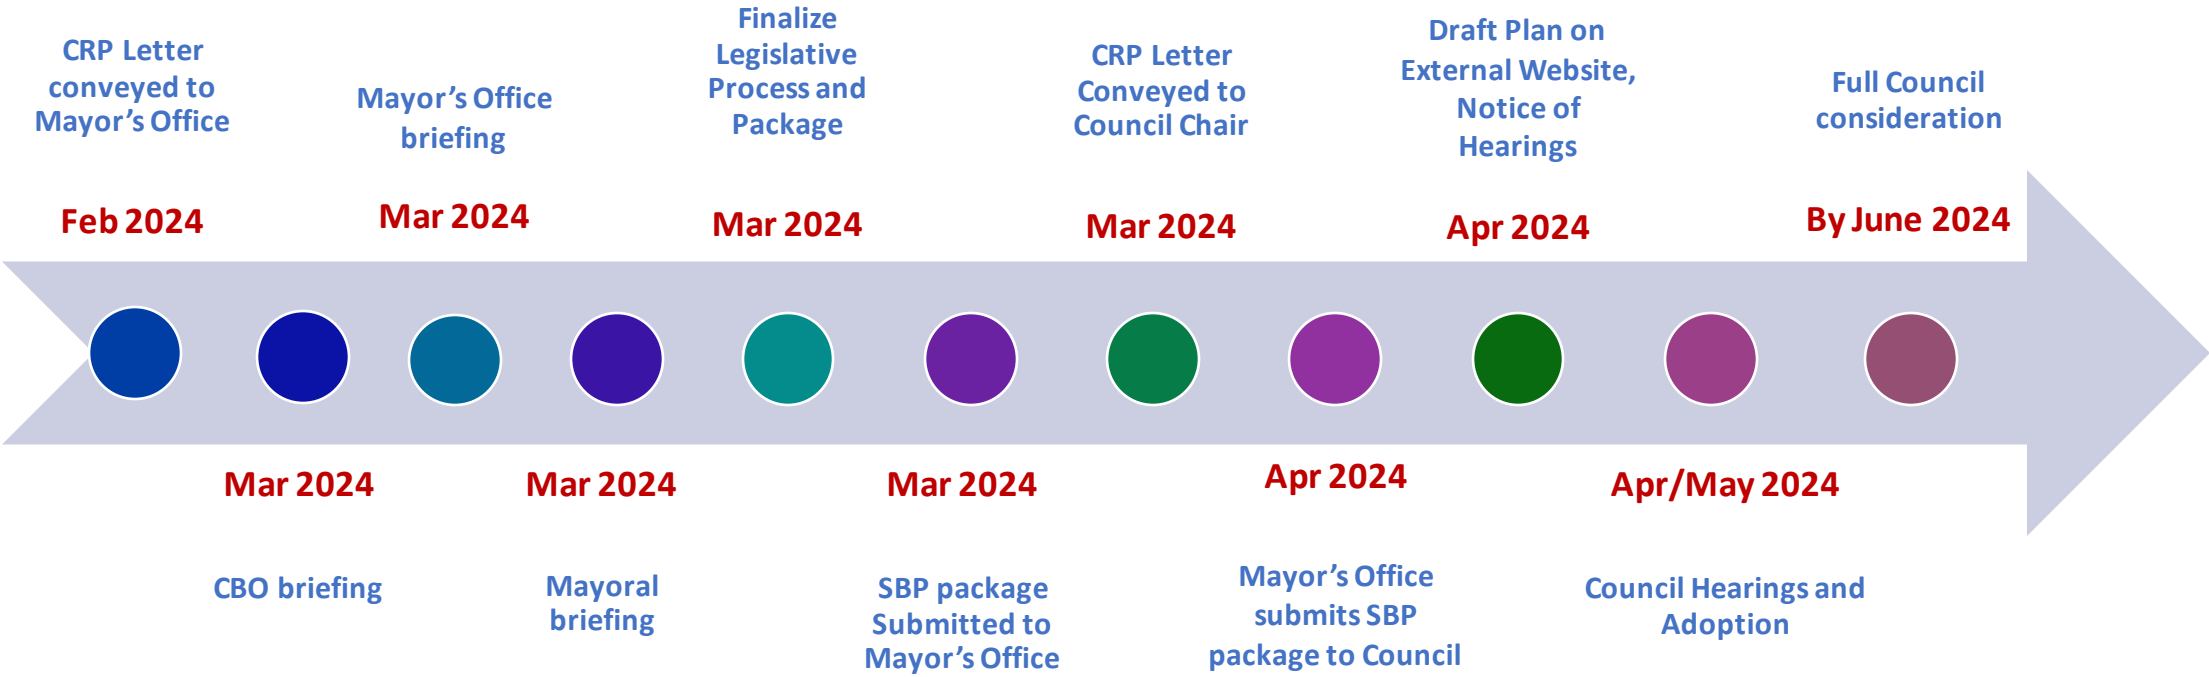 CRP Letter
conveyed to
Mayor’s Office
Feb 2024
Mar 2024
CBO briefing
Mayor’s Office
briefing
Mar 2024
Mar 2024
Mayoral
briefing
Finalize
Legislative
Process and
Package
Mar 2024
Mar 2024
SBP package
Submitted to
Mayor’s Office
CRP Letter
Conveyed to
Council Chair
Mar 2024
Apr 2024
Mayor’s Office
submits SBP
package to Council
Draft Plan on
External Website,
Notice of
Hearings
Apr 2024
Apr/May 2024
Council Hearings and
Adoption
Full Council
consideration
By June 2024